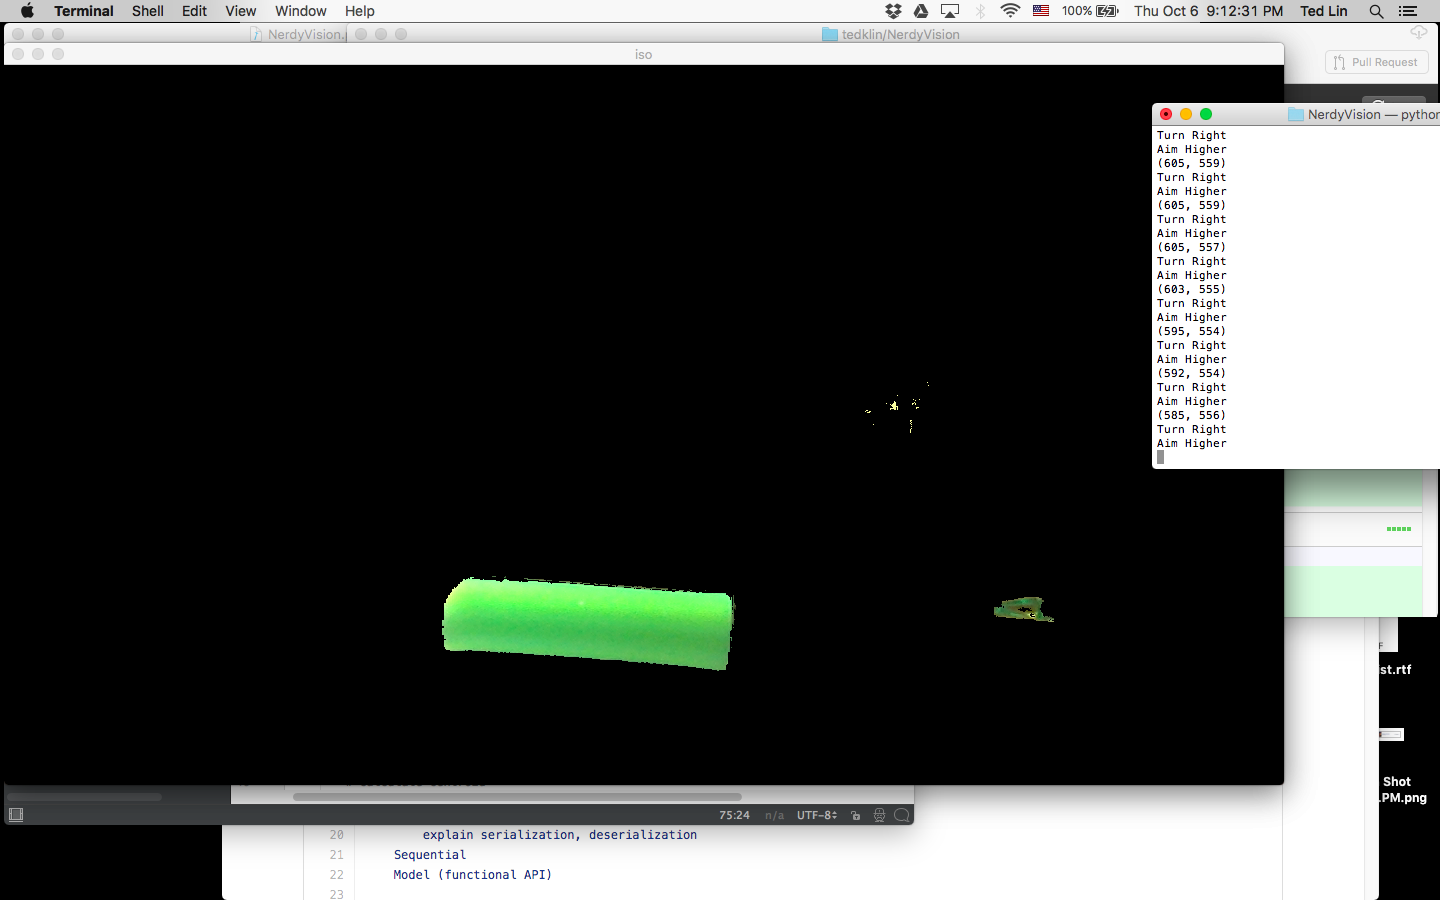 Terminal Shell Edit View Window Help 100% Thu Oct 6 9:12:31 PM Ted Lin
NerdyVision. tedklin/NerdyVision
iso
Pull Request
NerdyVision — python
Turn Right
Aim Higher
(605, 559)
Turn Right
Aim Higher
(605, 559)
Turn Right
Aim Higher
(605, 557)
Turn Right
Aim Higher
(603, 555)
Turn Right
Aim Higher
(595, 554)
Turn Right
Aim Higher
(592, 554)
Turn Right
Aim Higher
(585, 556)
Turn Right
Aim Higher
F
st.rtf
Shot
.PM.png
75:24 n/a UTF-8
20 explain serialization, deserialization
21 Sequential
22 Model (functional API)
23